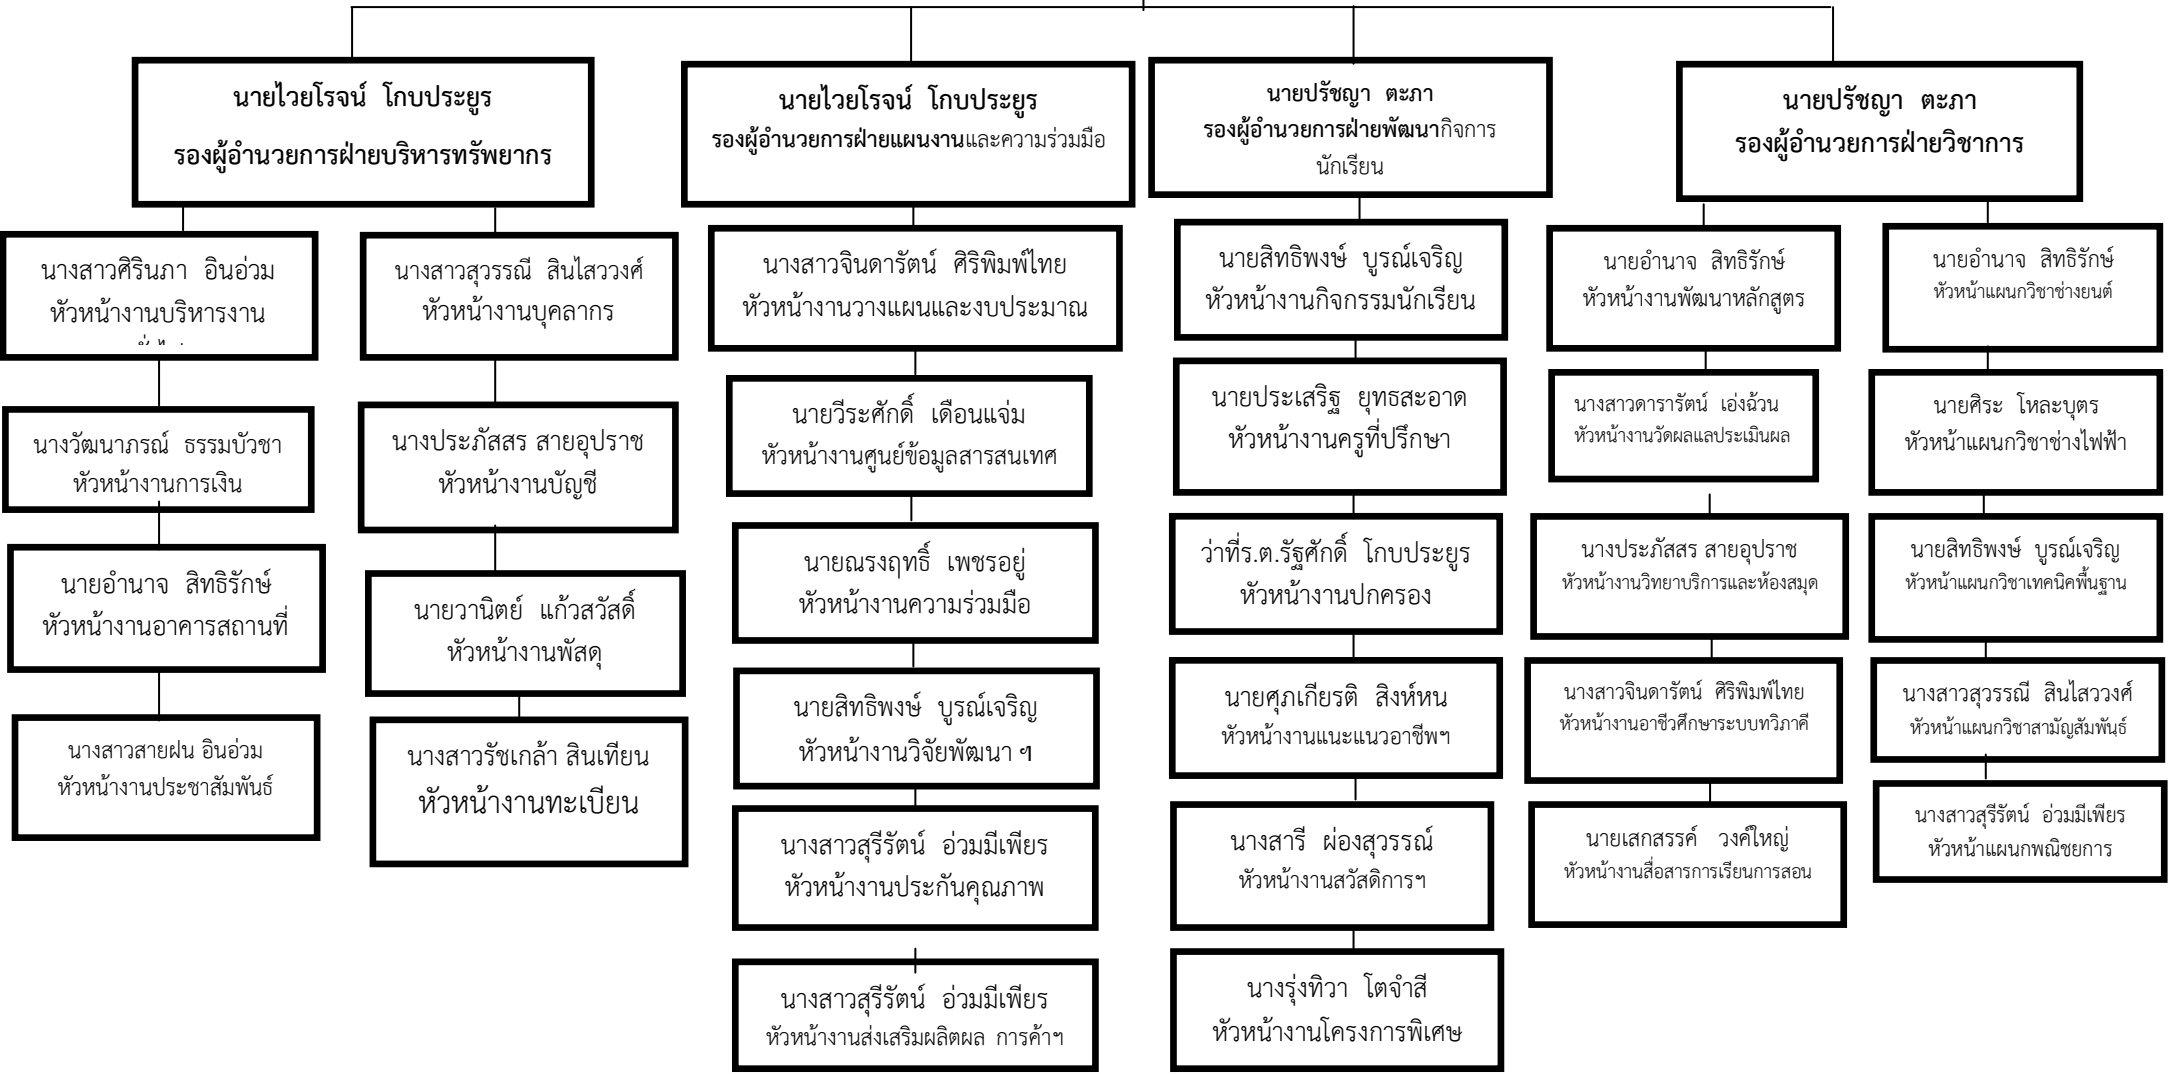 นายไวยโรจน์ โกบประยูร
รองผู้อำนวยการฝ่ายบริหารทรัพยากร
นายไวยโรจน์ โกบประยูร
รองผู้อำนวยการฝ่ายแผนงานและความร่วมมือ
นายปรัชญา ตะภา
รองผู้อำนวยการฝ่ายพัฒนากิจการ
นักเรียน
นายปรัชญา ตะภา
รองผู้อำนวยการฝ่ายวิชาการ
นางสาวศิรินภา อินอ่วม
หัวหน้างานบริหารงาน
นางวัฒนาภรณ์ ธรรมบัวชา
หัวหน้างานการเงิน
นายอำนาจ สิทธิรักษ์
หัวหน้างานอาคารสถานที่
นางสาวสายฝน อินอ่วม
หัวหน้างานประชาสัมพันธ์
นางสาวสุวรรณี สินไสววงศ์
หัวหน้างานบุคลากร
นางประภัสสร สายอุปราช
หัวหน้างานบัญชี
นายวานิตย์ แก้วสวัสดิ์
หัวหน้างานพัสดุ
นางสาวรัชเกล้า สินเทียน
หัวหน้างานทะเบียน
นางสาวจินดารัตน์ ศิริพิมพ์ไทย
หัวหน้างานวางแผนและงบประมาณ
นายวีระศักดิ์ เดือนแจ่ม
หัวหน้างานศูนย์ข้อมูลสารสนเทศ
นายณรงฤทธิ์ เพชรอยู่
หัวหน้างานความร่วมมือ
นายสิทธิพงษ์ บูรณ์เจริญ
หัวหน้างานวิจัยพัฒนา ฯ
นางสาวสุรีรัตน์ อ่วมมีเพียร
หัวหน้างานประกันคุณภาพ
นางสาวสุรีรัตน์ อ่วมมีเพียร
หัวหน้างานส่งเสริมผลิตผล การค้าฯ
นายสิทธิพงษ์ บูรณ์เจริญ
หัวหน้างานกิจกรรมนักเรียน
นายประเสริฐ ยุทธสะอาด
หัวหน้างานครูที่ปรึกษา
ว่าที่ร.ต.รัฐศักดิ์ โกบประยูร
หัวหน้างานปกครอง
นายศุภเกียรติ สิงห์หน
หัวหน้างานแนะแนวอาชีพฯ
นางสารี ผ่องสุวรรณ์
หัวหน้างานสวัสดิการฯ
นางรุ่งทิวา โตจำสี
หัวหน้างานโครงการพิเศษ
นายอำนาจ สิทธิรักษ์
หัวหน้างานพัฒนาหลักสูตร
นางสาวดารารัตน์ เอ่งฉ้วน
หัวหน้างานวัดผลแลประเมินผล
นางประภัสสร สายอุปราช
หัวหน้างานวิทยาบริการและห้องสมุด
นางสาวจินดารัตน์ ศิริพิมพ์ไทย
หัวหน้างานอาชีวศึกษาระบบทวิภาคี
นายเสกสรรค์ วงค์ใหญ่
หัวหน้างานสื่อสารการเรียนการสอน
นายอำนาจ สิทธิรักษ์
หัวหน้าแผนกวิชาช่างยนต์
นายศิระ โหละบุตร
หัวหน้าแผนกวิชาช่างไฟฟ้า
นายสิทธิพงษ์ บูรณ์เจริญ
หัวหน้าแผนกวิชาเทคนิคพื้นฐาน
นางสาวสุวรรณี สินไสววงศ์
หัวหน้าแผนกวิชาสามัญสัมพันธ์
นางสาวสุรีรัตน์ อ่วมมีเพียร
หัวหน้าแผนกพณิชยการ